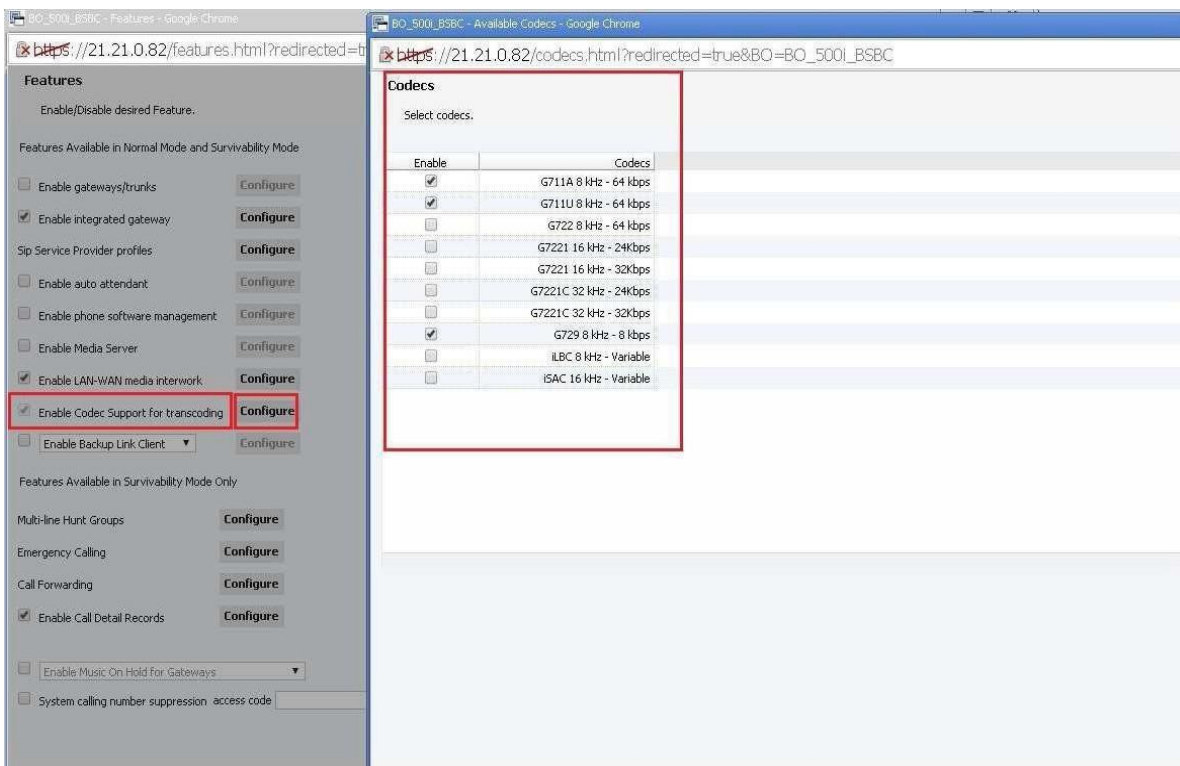 BO_500i_BSBC - Features - Google Chrome
https://21.21.0.82/features.html?redirected=tr
Features
Enable/Disable desired Feature.
Features Available in Normal Mode and Survivability Mode
Enable gateways/trunks Configure
Enable integrated gateway Configure
Sip Service Provider profiles Configure
Enable auto attendant Configure
Enable phone software management Configure
Enable Media Server Configure
Enable LAN-WAN media interwork Configure
Enable Codec Support for transcoding Configure
Enable Backup Link Client Configure
Features Available in Survivability Mode Only
Multi-line Hunt Groups Configure
Emergency Calling Configure
Call Forwarding Configure
Enable Call Detail Records Configure
Enable Music On Hold for Gateways
System calling number suppression access code
BO_500i_BSBC - Available Codecs - Google Chrome
https://21.21.0.82/codecs.html?redirected=true&BO=BO_500i_BSBC
Codecs
Select codecs.
Enable Codecs
G711A 8 kHz - 64 kbps
G711U 8 kHz - 64 kbps
G722 8 kHz - 64 kbps
G7221 16 kHz - 24Kbps
G7221 16 kHz - 32Kbps
G7221C 32 kHz - 24Kbps
G7221C 32 kHz - 32Kbps
G729 8 kHz - 8 kbps
iLBC 8 kHz - Variable
iSAC 16 kHz - Variable